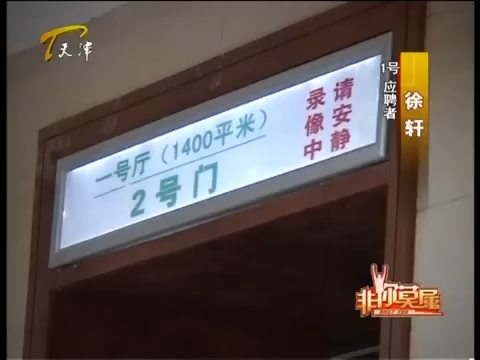 天津
1号 应聘者
徐轩
一号厅（1400平米）
2号门
请安静
录像中
非你莫属